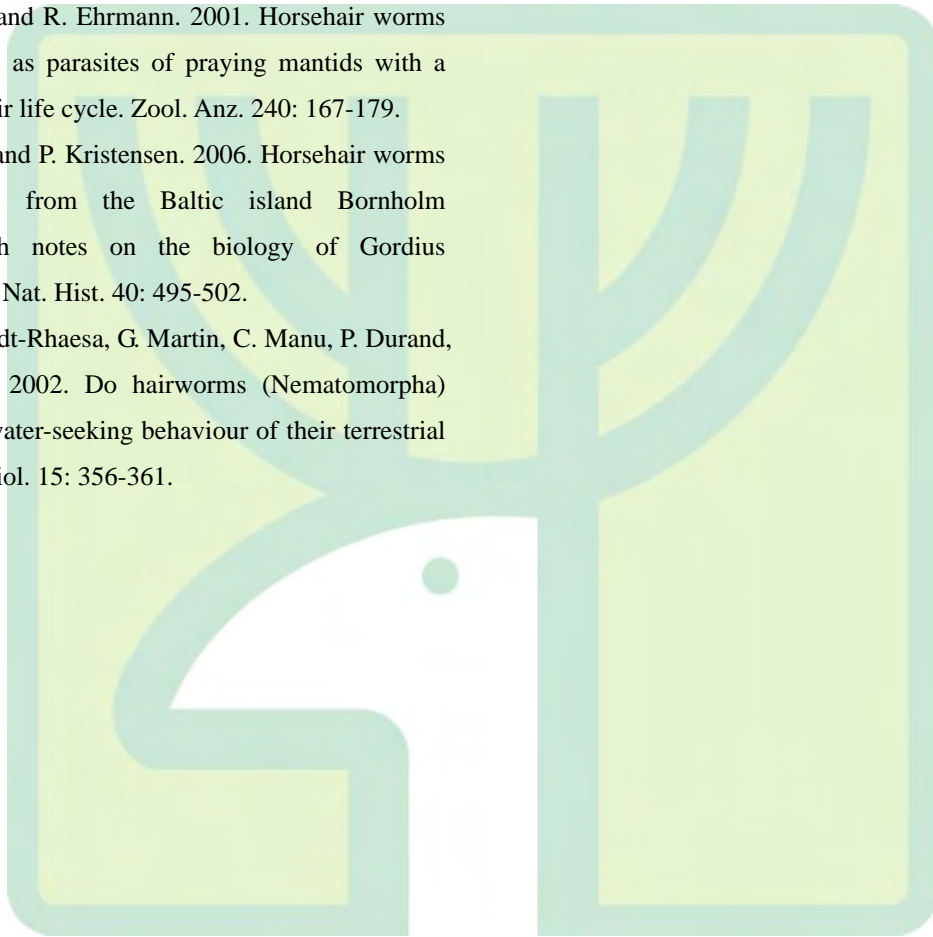 and R. Ehrmann. 2001. Horsehair worms
as parasites of praying mantids with a
ir life cycle. Zool. Anz. 240: 167-179.
and P. Kristensen. 2006. Horsehair worms
from the Baltic island Bornholm
h notes on the biology of Gordius
Nat. Hist. 40: 495-502.
dt-Rhaesa, G. Martin, C. Manu, P. Durand,
2002. Do hairworms (Nematomorpha)
water-seeking behaviour of their terrestrial
iol. 15: 356-361.